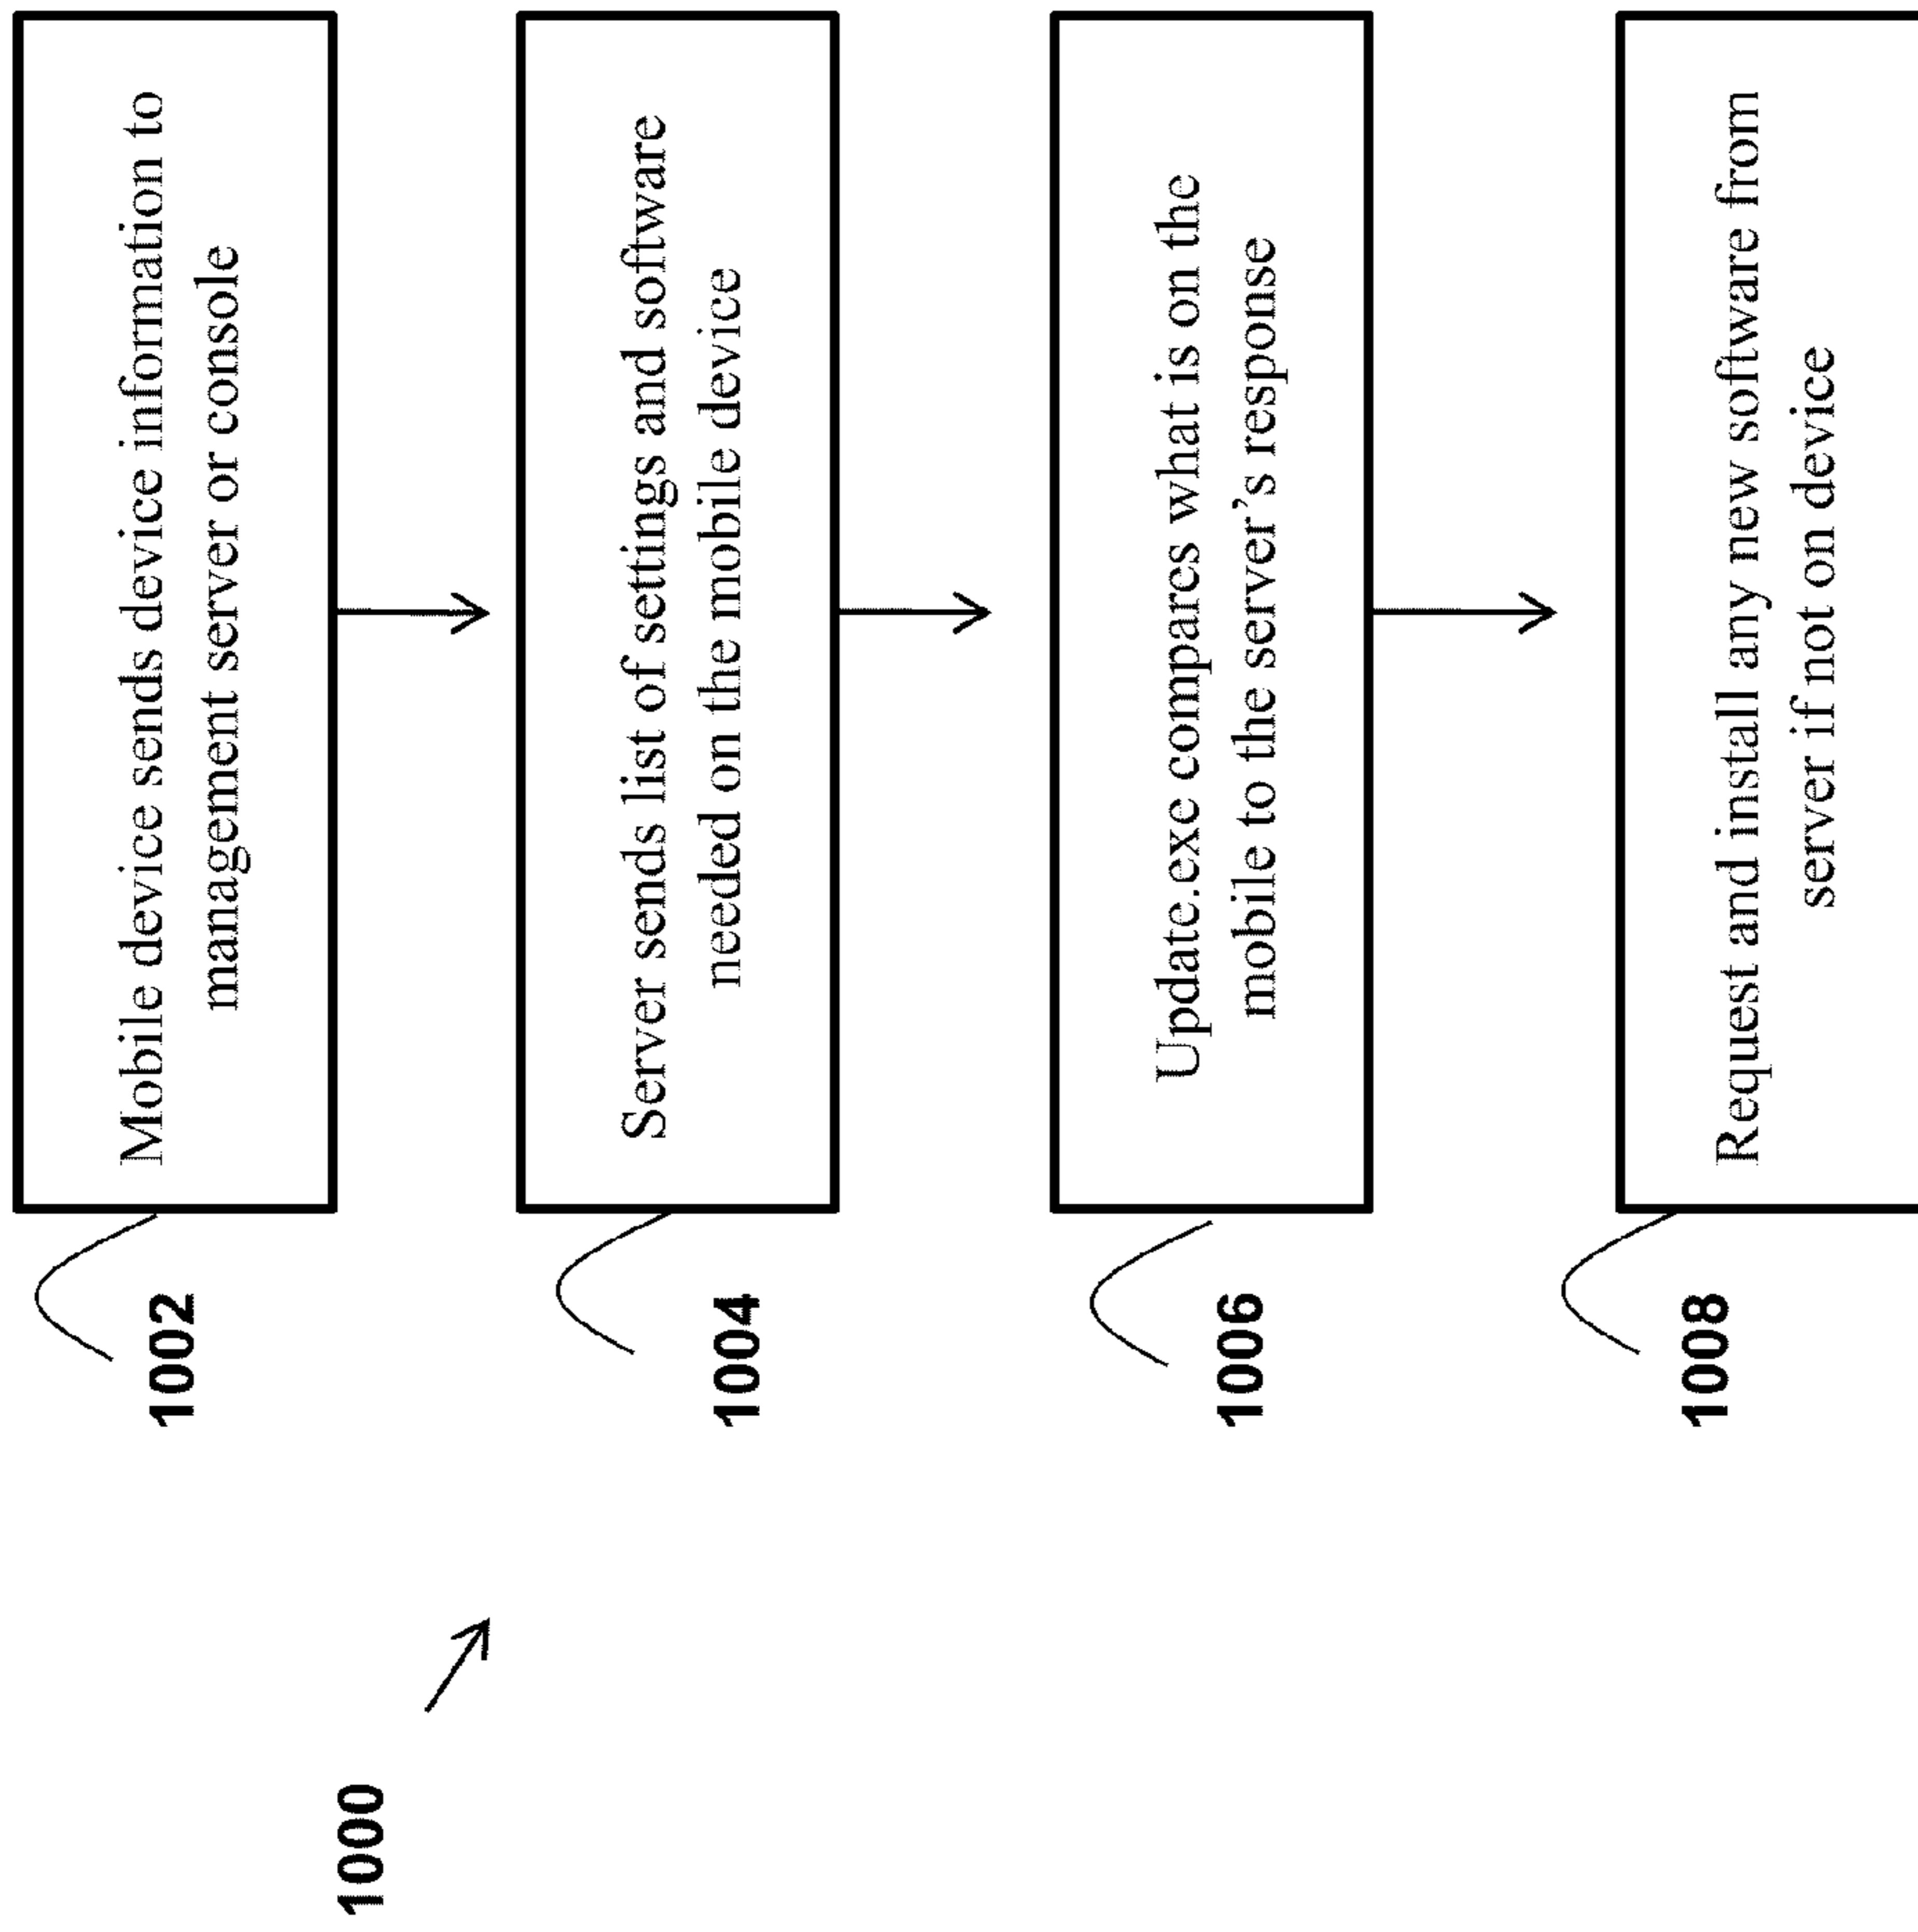 Mobile device sends device information to
management server or console
1002
Server sends list of settings and software
needed on the mobile device
1004
Update.exe compares what is on the
mobile to the server's response
1006
Request and install any new software from
server if not on device
1008
1000